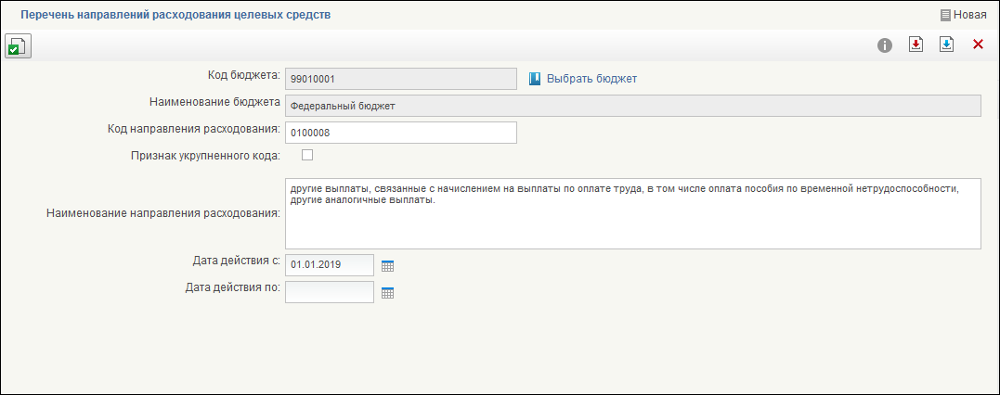 Перечень направлений расходования целевых средств
Новая
Код бюджета: 99010001 Выбрать бюджет
Наименование бюджета Федеральный бюджет
Код направления расходования: 0100008
Признак укрупненного кода:
Наименование направления расходования:
другие выплаты, связанные с начислением на выплаты по оплате труда, в том числе оплата пособия по временной нетрудоспособности,
другие аналогичные выплаты.
Дата действия с: 01.01.2019
Дата действия по: